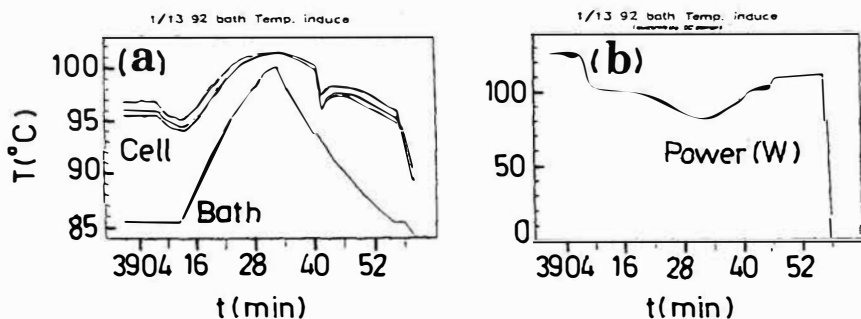 1/13 92 bath Temp. induce
(a)
100
95
90
85
T(°C)
Cell
Bath
3904 16 28 40 52
t(min)
1/13 92 bath Temp. induce
(b)
100
50
0
Power(W)
3904 16 28 40 52
t(min)